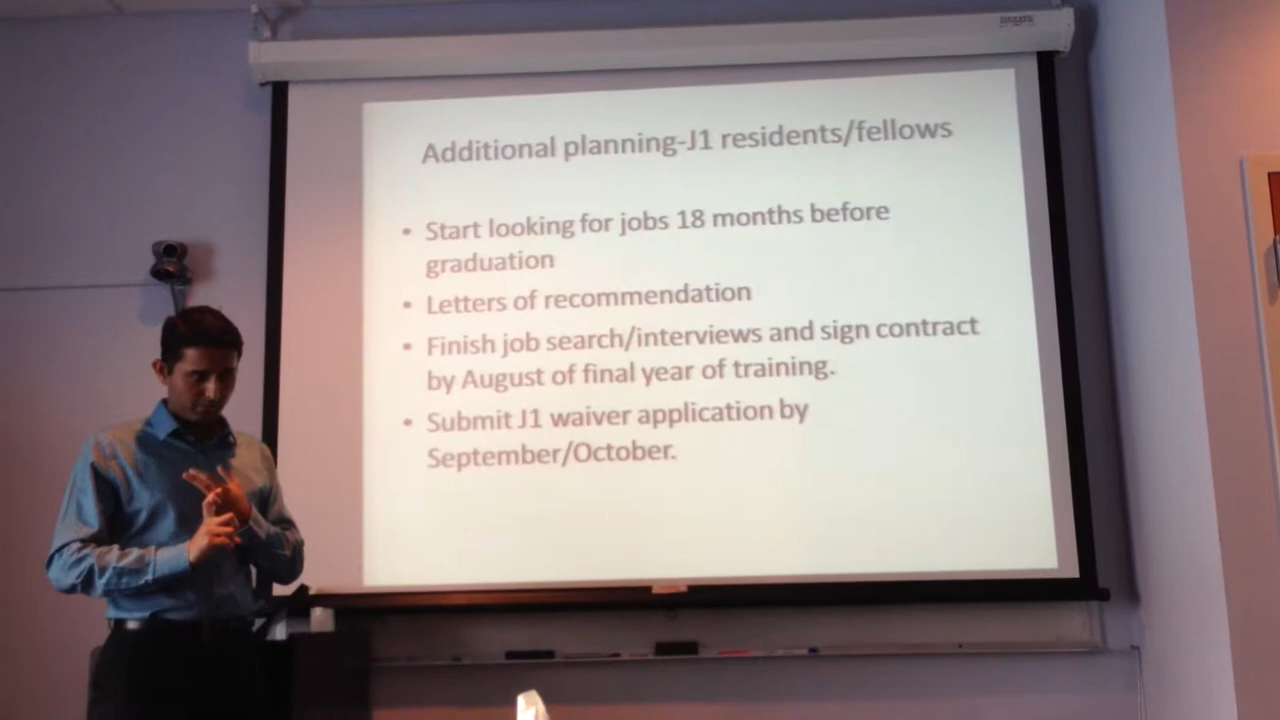 Additional planning-J1 residents/fellows
• Start looking for jobs 18 months before
graduation
• Letters of recommendation
• Finish job search/interviews and sign contract
by August of final year of training.
• Submit J1 waiver application by
September/October.